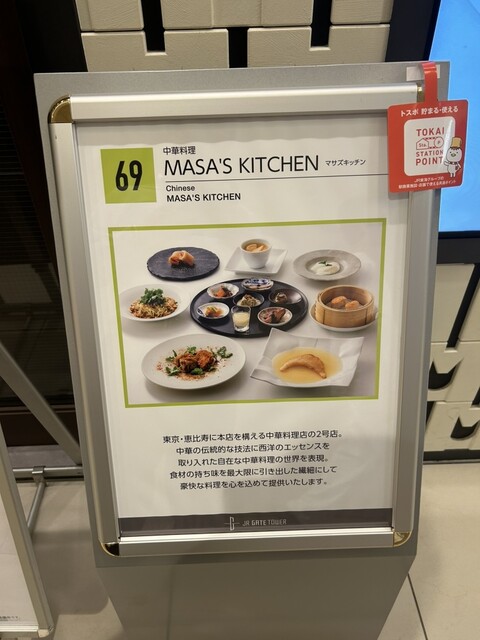 トスポ 貯まる・使える
TOKAI
STATION
POINT
69
中華料理
MASA'S KITCHEN マサズキッチン
Chinese
MASA'S KITCHEN
東京・恵比寿に本店を構える中華料理店の2号店。
中華の伝統的な技法に西洋のエッセンスを
取り入れた自在な中華料理の世界を表現。
食材の持ち味を最大限に引き出した繊細にして
豪快な料理を心を込めて提供いたします。
JR GATE TOWER